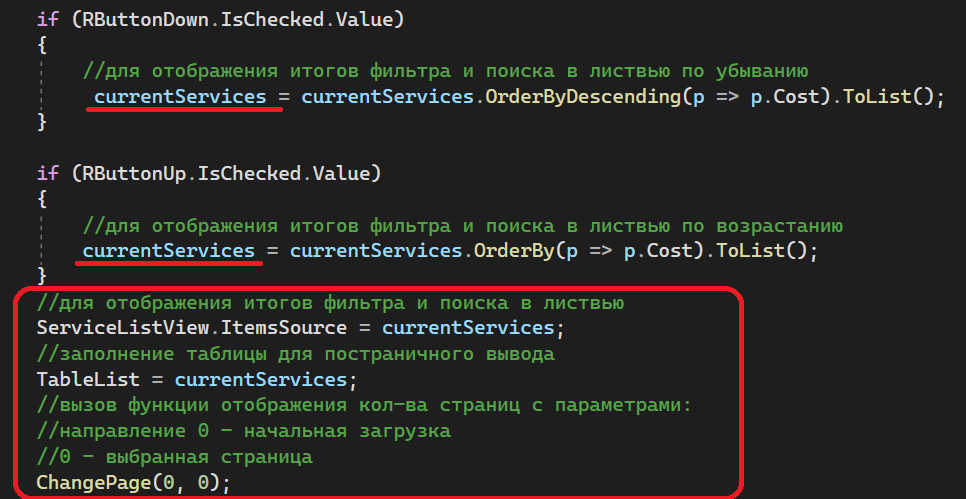 if (RButtonDown.IsChecked.Value)
{
//для отображения итогов фильтра и поиска в листвью по убыванию
currentServices = currentServices.OrderByDescending(p => p.Cost).ToList();
}
if (RButtonUp.IsChecked.Value)
{
//для отображения итогов фильтра и поиска в листвью по возрастанию
currentServices = currentServices.OrderBy(p => p.Cost).ToList();
}
//для отображения итогов фильтра и поиска в листвью
ServiceListView.ItemsSource = currentServices;
//заполнение таблицы для постраничного вывода
TableList = currentServices;
//вызов функции отображения кол-ва страниц с параметрами:
//направление 0 - начальная загрузка
//0 - выбранная страница
ChangePage(0, 0);